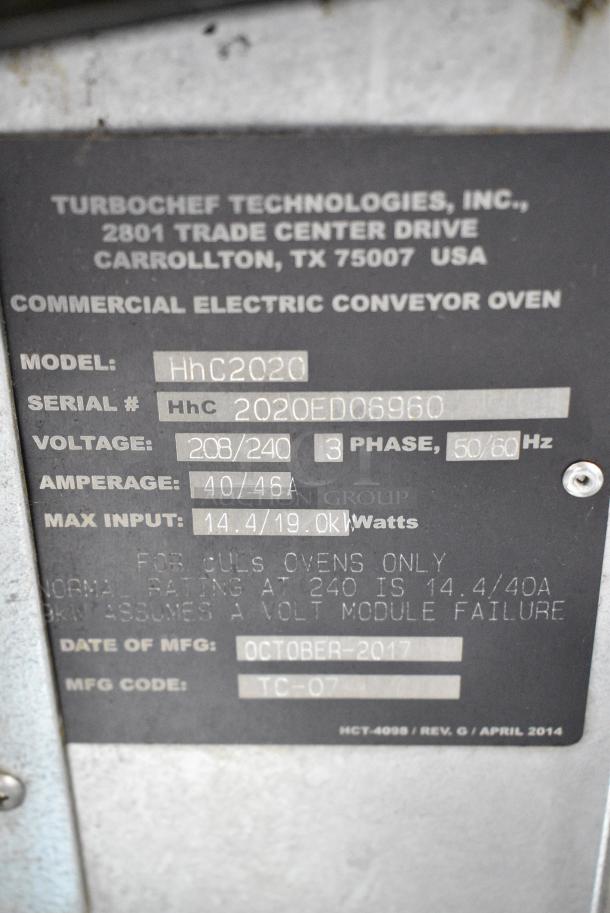 TURBOCHEF TECHNOLOGIES, INC.,
2801 TRADE CENTER DRIVE
CARROLLTON, TX 75007 USA
COMMERCIAL ELECTRIC CONVEYOR OVEN
MODEL: HhC2020
SERIAL # HhC 2020ED06960
VOLTAGE: 208/240 3 PHASE, 50/60 Hz
AMPERAGE: 40/46A
MAX INPUT: 14.4/19.0kWatts
FOR cULs OVENS ONLY
NORMAL RATING AT 240 IS 14.4/40A
ASSUMES A VOLT MODULE FAILURE
DATE OF MFG: OCTOBER-2017
MFG CODE: TC-07
HCT-4098 / REV. G / APRIL 2014